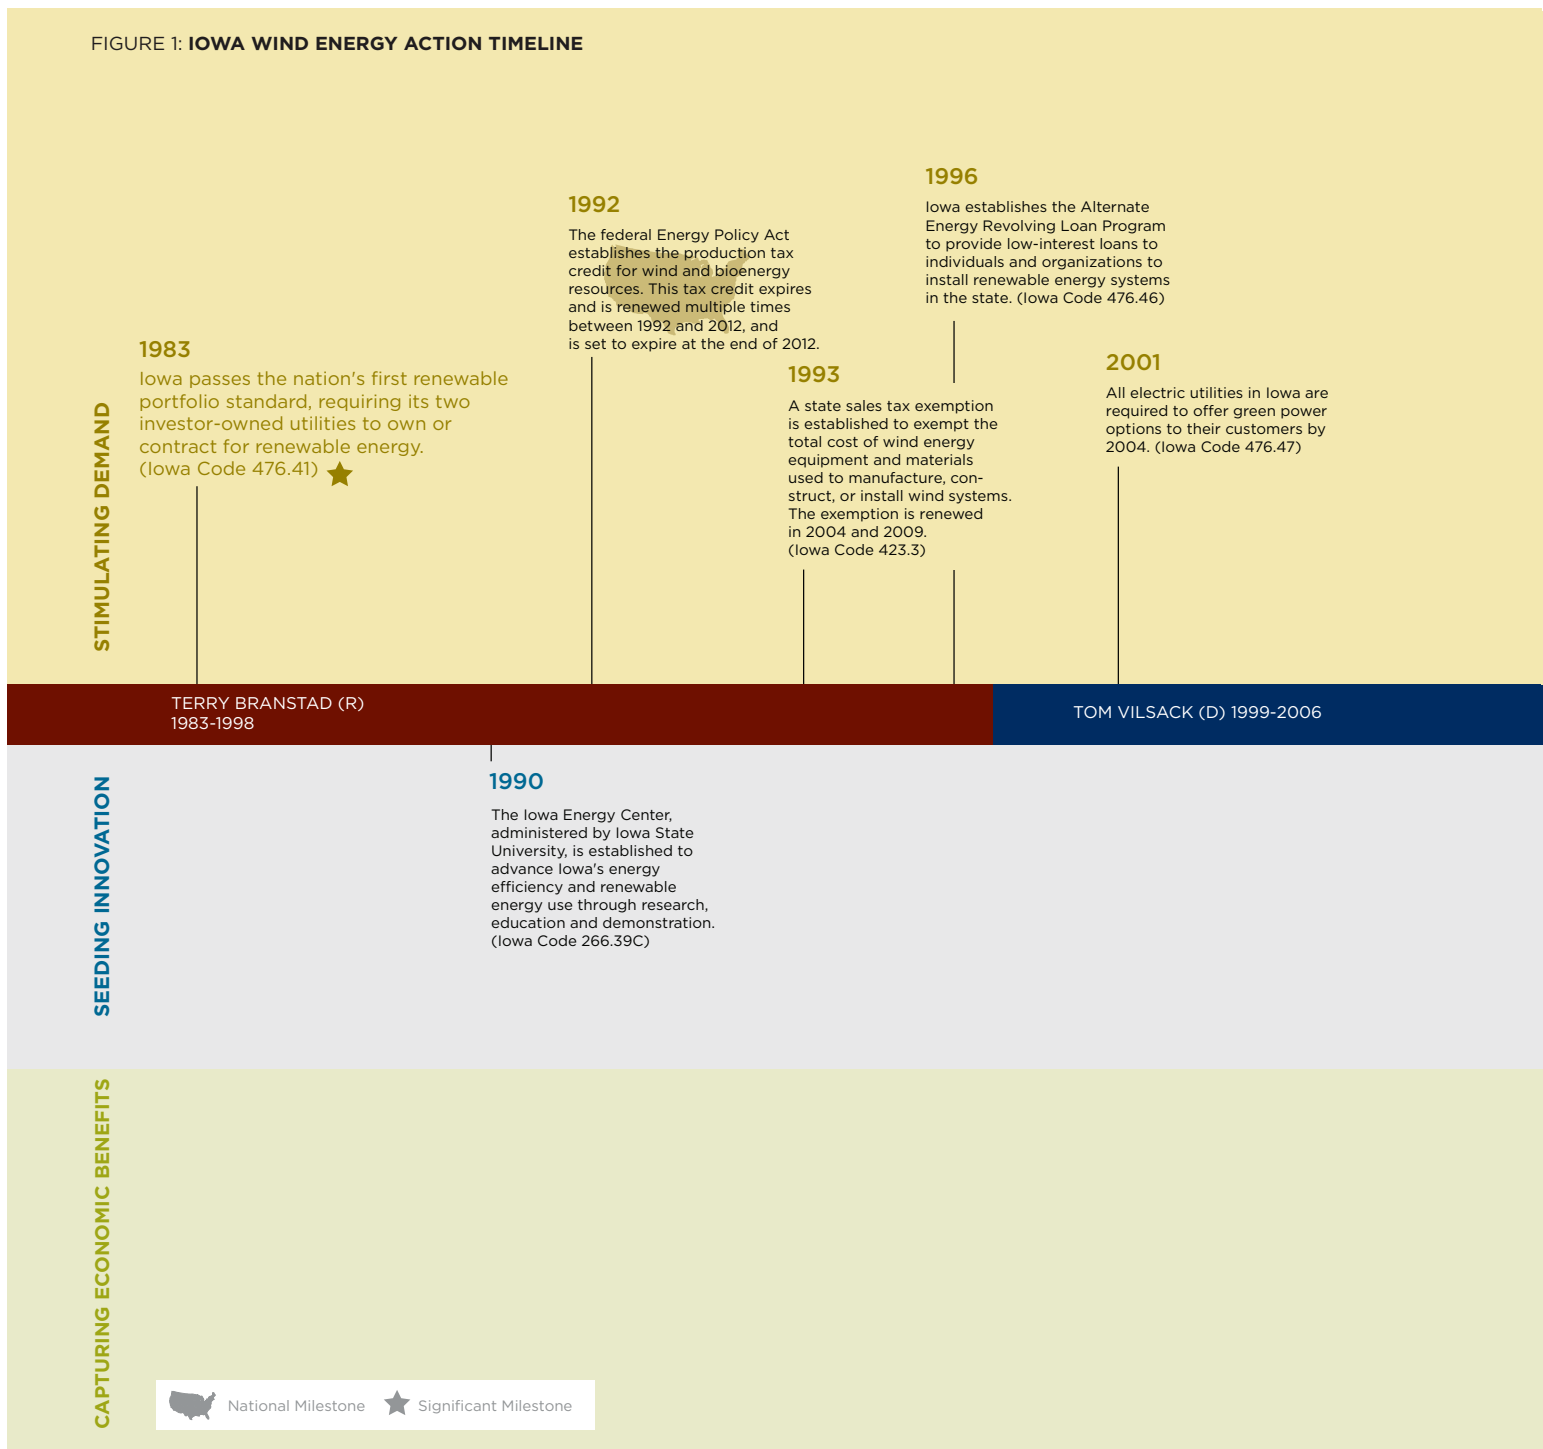 FIGURE 1: IOWA WIND ENERGY ACTION TIMELINE
STIMULATING DEMAND
1983
Iowa passes the nation's first renewable
portfolio standard, requiring its two
investor-owned utilities to own or
contract for renewable energy.
(Iowa Code 476.41)
1992
The federal Energy Policy Act
establishes the production tax
credit for wind and bioenergy
resources. This tax credit expires
and is renewed multiple times
between 1992 and 2012, and
is set to expire at the end of 2012.
1993
A state sales tax exemption
is established to exempt the
total cost of wind energy
equipment and materials
used to manufacture, con-
struct, or install wind systems.
The exemption is renewed
in 2004 and 2009.
(Iowa Code 423.3)
1996
Iowa establishes the Alternate
Energy Revolving Loan Program
to provide low-interest loans to
individuals and organizations to
install renewable energy systems
in the state. (Iowa Code 476.46)
2001
All electric utilities in Iowa are
required to offer green power
options to their customers by
2004. (Iowa Code 476.47)
TERRY BRANSTAD (R)
1983-1998
TOM VILSACK (D) 1999-2006
SEEDING INNOVATION
1990
The Iowa Energy Center,
administered by Iowa State
University, is established to
advance Iowa's energy
efficiency and renewable
energy use through research,
education and demonstration.
(Iowa Code 266.39C)
CAPTURING ECONOMIC BENEFITS
National Milestone
Significant Milestone